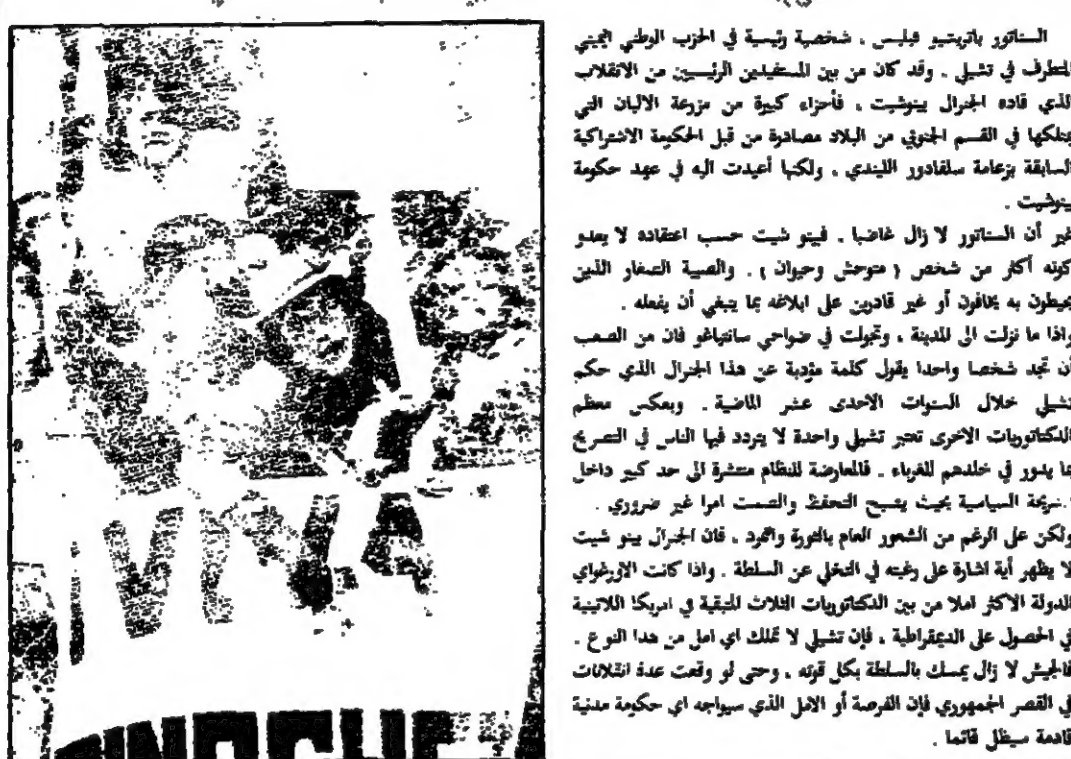 السناتور باتريتسيو فيلبس ، شخصية رئيسية في الحزب الوطني اليميني
المتطرف في تشيلي . وقد كان من بين المستفيدين الرئيسيين من الانقلاب
الذي قاده الجنرال بينوشيت ، فأجزاء كبيرة من مزرعة الالبان التي
يمتلكها في القسم الجنوبي من البلاد مصادرة من قبل الحكومة الاشتراكية
السابقة بزعامة سلفادور الليندي ، ولكنها أعيدت اليه في عهد حكومة
بينوشيت .
غير أن السناتور لا زال غاضبا . فبينو شيت حسب اعتقاده لا يعدو
كونه أكثر من شخص ( متوحش وحيوان ) . والصبية الصغار الذين
يحيطون به يخافون أو غير قادرين على ابلاغه بما ينبغي أن يفعله .
واذا ما نزلت الى المدينة ، وتجولت في ضواحي سانتياغو فان من الصعب
أن تجد شخصا واحدا يقول كلمة مؤدبة عن هذا الجنرال الذي حكم
تشيلي خلال السنوات الاحدى عشر الماضية . وبعكس معظم
الدكتاتوريات الاخرى تعتبر تشيلي واحدة لا يتردد فيها الناس في التصريح
عما يدور في خلدهم للغرباء . فالمعارضة للنظام منتشرة الى حد كبير داخل
السياسية بحيث يصبح التحفظ والصمت امرا غير ضروري .
ولكن على الرغم من الشعور العام بالثورة والتمرد ، فان الجنرال بينو شيت
لا يظهر أية اشارة على رغبته في التخلي عن السلطة . واذا كانت الاورغواي
الدولة الاكثر املا من بين الدكتاتوريات الثلاث المتبقية في امريكا اللاتينية
في الحصول على الديمقراطية ، فإن تشيلي لا تملك اي امل من هذا النوع .
فالجيش لا زال يمسك بالسلطة بكل قوته ، وحتى لو وقعت عدة انقلابات
في القصر الجمهوري فإن الفرصة أو الامل الذي سيواجه اي حكومة مدنية
قادمة سيظل قاتما .
VIVA
PINOCHE